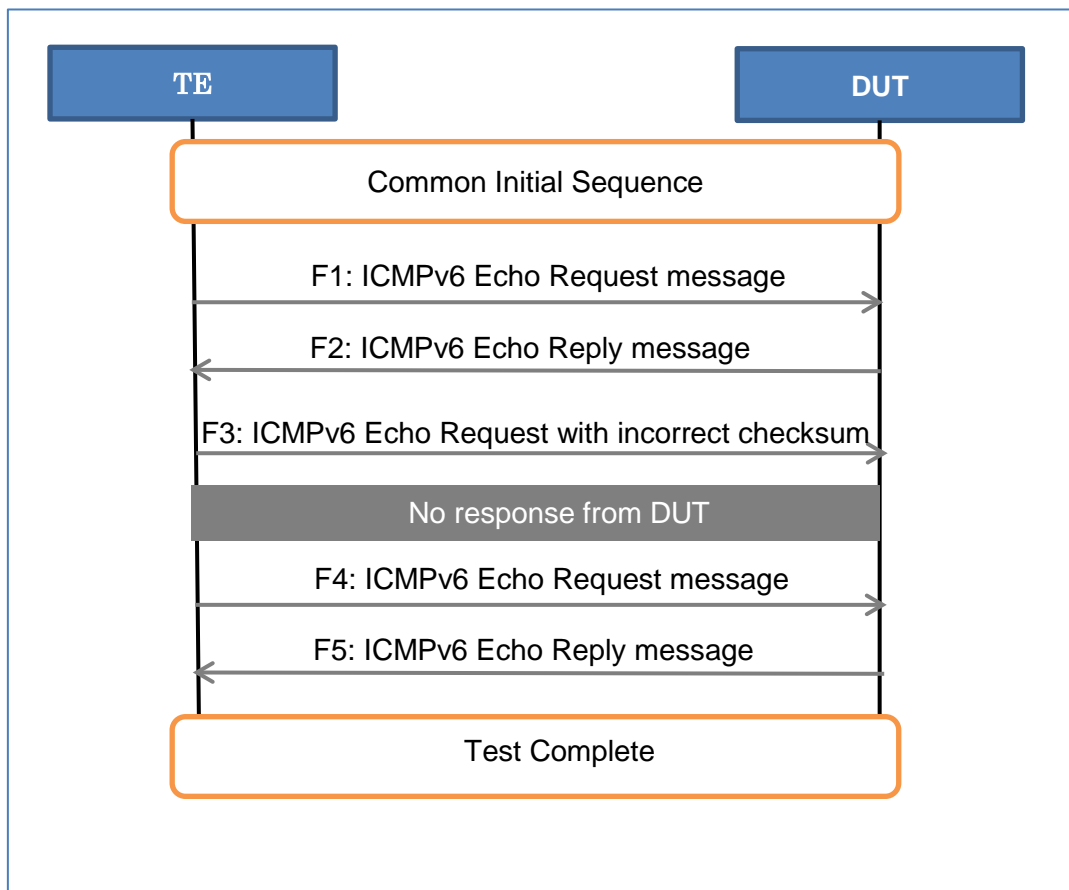 TE
DUT
Common Initial Sequence
F1: ICMPv6 Echo Request message
F2: ICMPv6 Echo Reply message
F3: ICMPv6 Echo Request with incorrect checksum
No response from DUT
F4: ICMPv6 Echo Request message
F5: ICMPv6 Echo Reply message
Test Complete